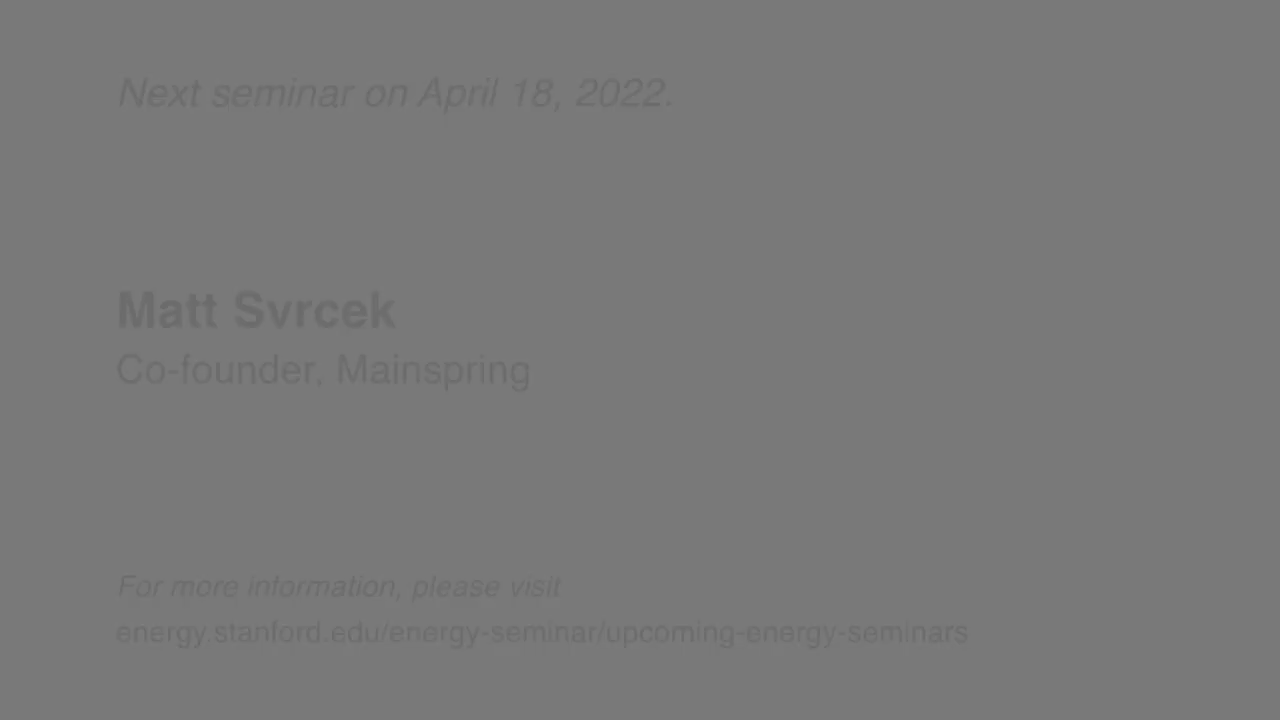 Next seminar on April 18, 2022.
Matt Svrcek
Co-founder, Mainspring
For more information, please visit
energy.stanford.edu/energy-seminar/upcoming-energy-seminars